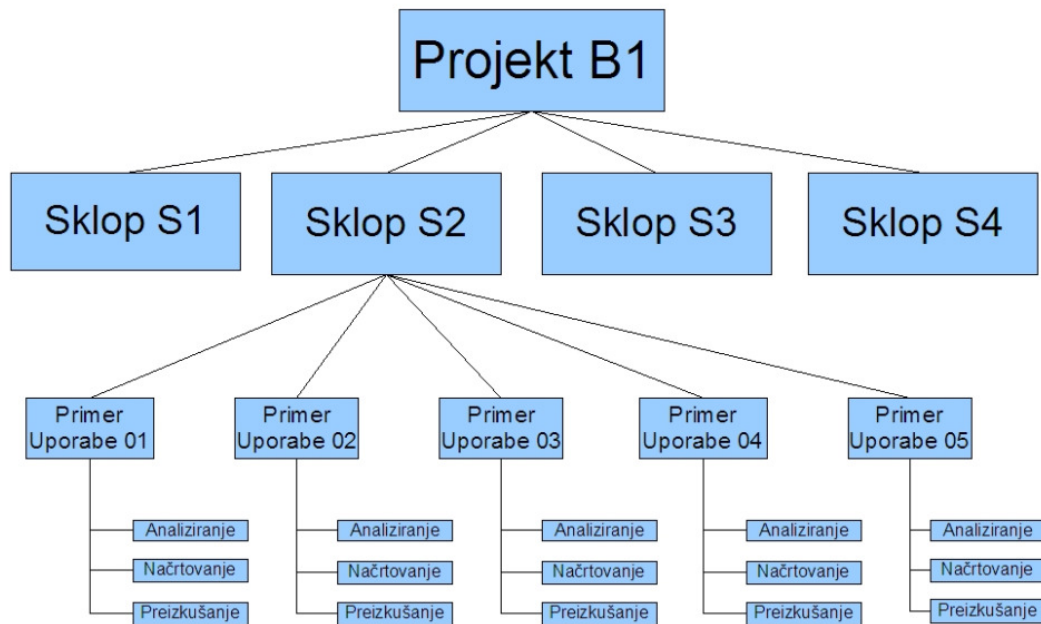 Projekt B1
Sklop S1
Sklop S2
Sklop S3
Sklop S4
Primer
Uporabe 01
Primer
Uporabe 02
Primer
Uporabe 03
Primer
Uporabe 04
Primer
Uporabe 05
Analiziranje
Analiziranje
Analiziranje
Analiziranje
Analiziranje
Načrtovanje
Načrtovanje
Načrtovanje
Načrtovanje
Načrtovanje
Preizkušanje
Preizkušanje
Preizkušanje
Preizkušanje
Preizkušanje